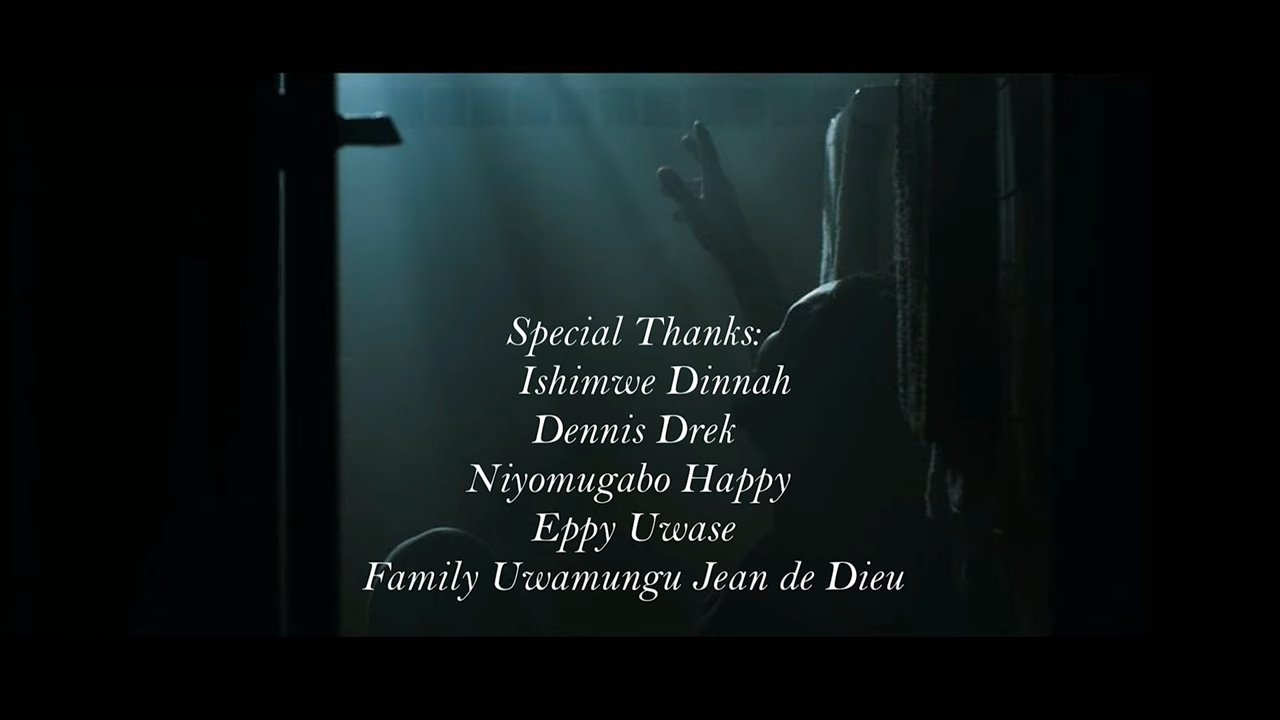 Special Thanks:
Ishimwe Dinnah
Dennis Drek
Niyomugabo Happy
Eppy Uwase
Family Uwamungu Jean de Dieu